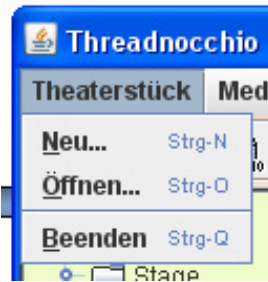 Threadnocchio
Theaterstück Med
Neu... Strg-N
Öffnen... Strg-O
Beenden Strg-Q
Stage